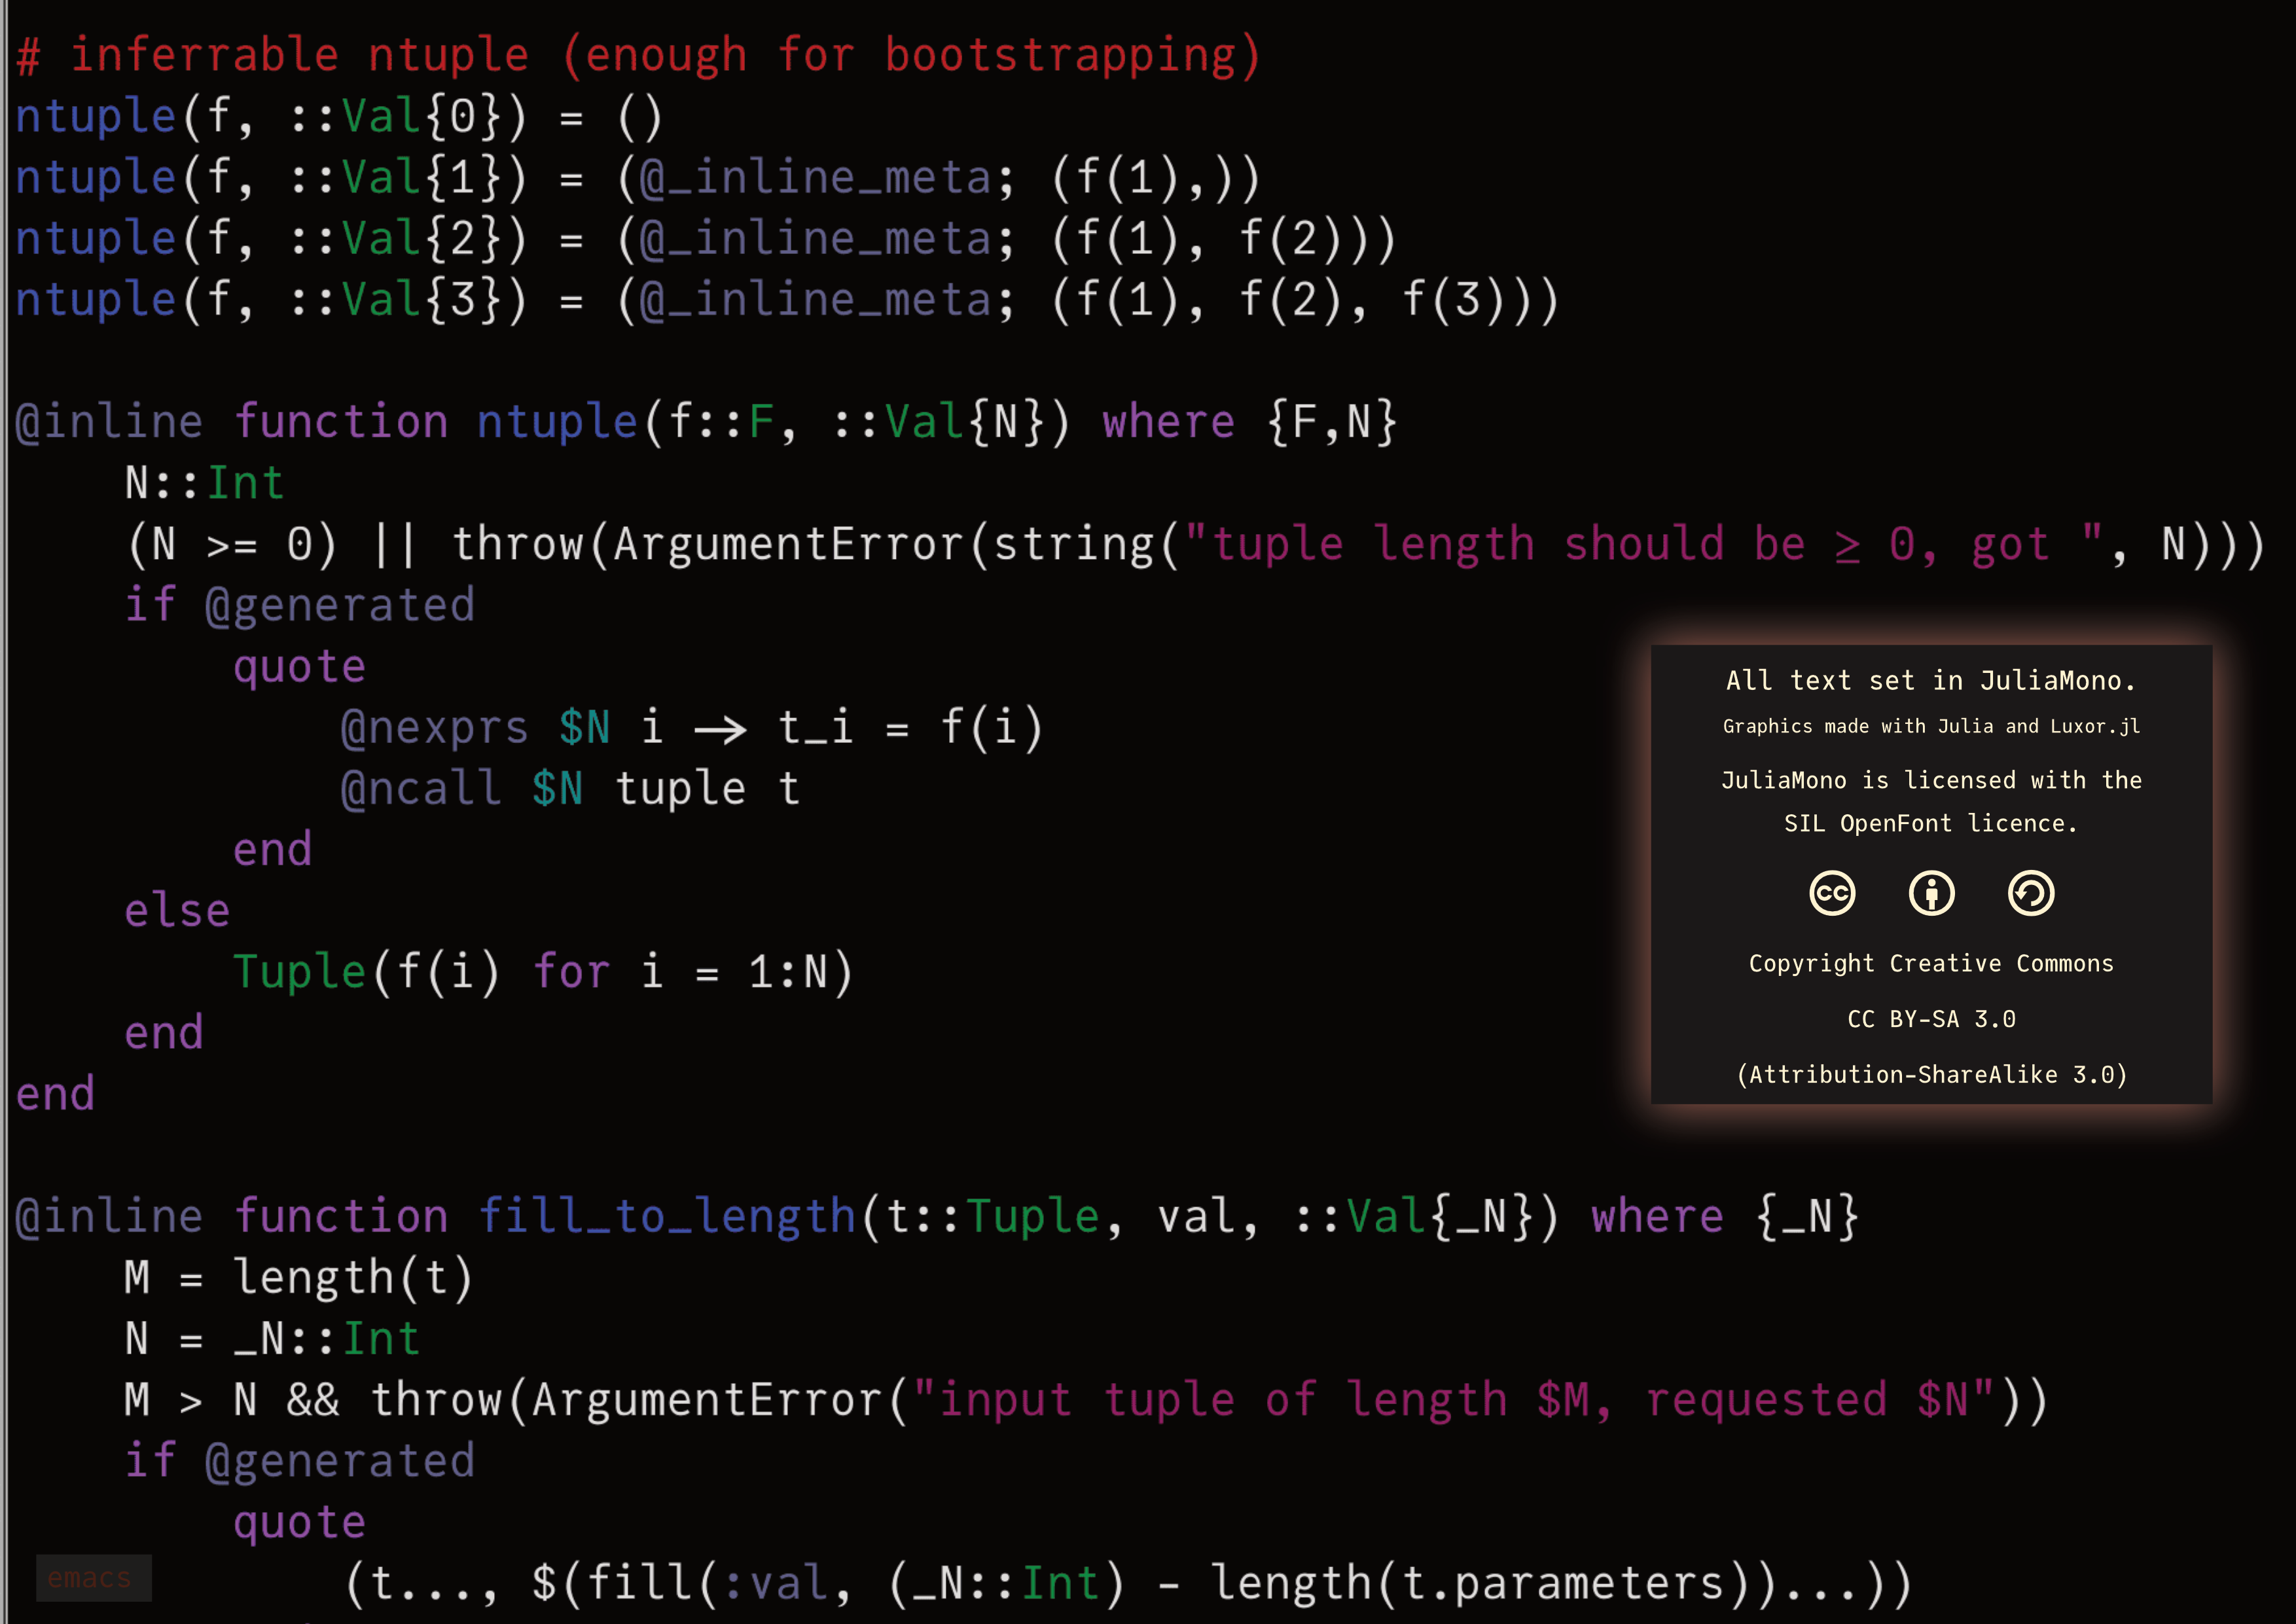 # inferrable ntuple (enough for bootstrapping)
ntuple(f, ::Val{0}) = ()
ntuple(f, ::Val{1}) = (@_inline_meta; (f(1),))
ntuple(f, ::Val{2}) = (@_inline_meta; (f(1), f(2)))
ntuple(f, ::Val{3}) = (@_inline_meta; (f(1), f(2), f(3)))

@inline function ntuple(f::F, ::Val{N}) where {F,N}
    N::Int
    (N >= 0) || throw(ArgumentError(string("tuple length should be ≥ 0, got ", N)))
    if @generated
        quote
            @nexprs $N i → t_i = f(i)
            @ncall $N tuple t
        end
    else
        Tuple(f(i) for i = 1:N)
    end
end

@inline function fill_to_length(t::Tuple, val, ::Val{_N}) where {_N}
    M = length(t)
    N = _N::Int
    M > N && throw(ArgumentError("input tuple of length $M, requested $N"))
    if @generated
        quote
            (t..., $(fill(:val, (_N::Int) - length(t.parameters))...))
emacs
All text set in JuliaMono.
Graphics made with Julia and Luxor.jl
JuliaMono is licensed with the
SIL OpenFont licence.
Copyright Creative Commons
CC BY-SA 3.0
(Attribution-ShareAlike 3.0)